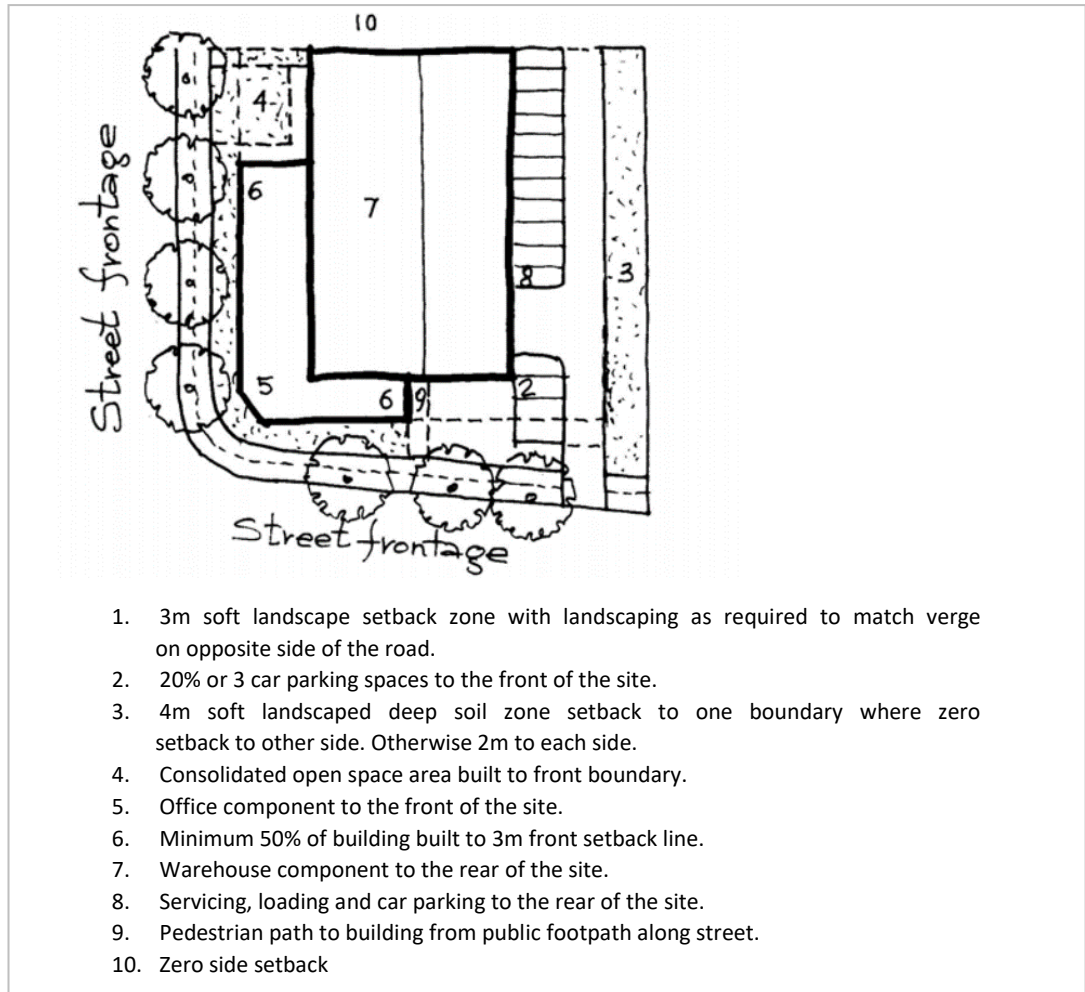 10
4
6
7
8
3
5
6
9
2
Street frontage
Street frontage
1. 3m soft landscape setback zone with landscaping as required to match verge
on opposite side of the road.
2. 20% or 3 car parking spaces to the front of the site.
3. 4m soft landscaped deep soil zone setback to one boundary where zero
setback to other side. Otherwise 2m to each side.
4. Consolidated open space area built to front boundary.
5. Office component to the front of the site.
6. Minimum 50% of building built to 3m front setback line.
7. Warehouse component to the rear of the site.
8. Servicing, loading and car parking to the rear of the site.
9. Pedestrian path to building from public footpath along street.
10. Zero side setback